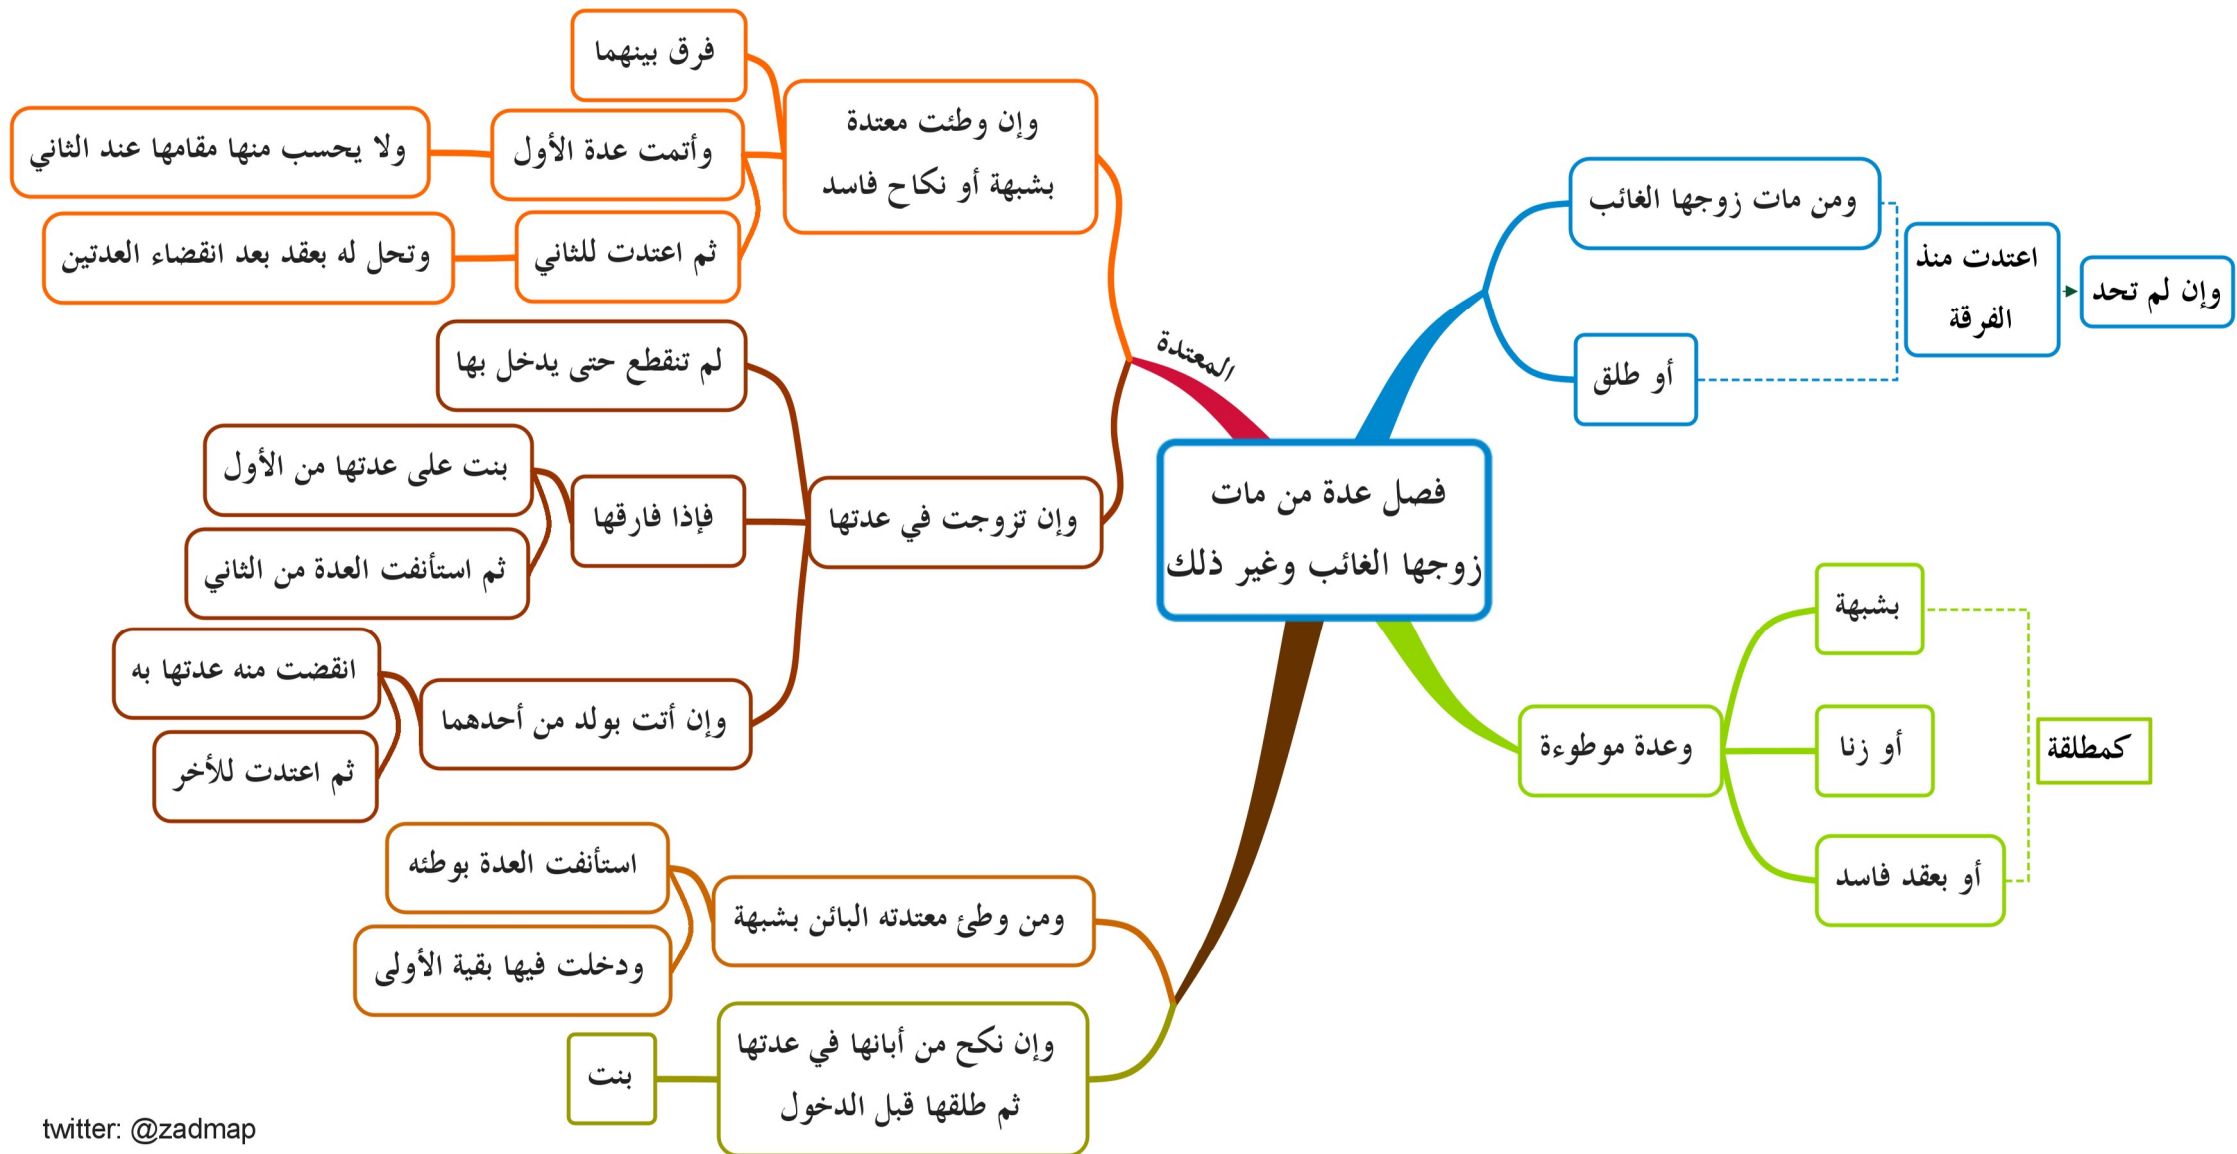 فصل عدة من مات
زوجها الغائب وغير ذلك
ومن مات زوجها الغائب
أو طلق
اعتدت منذ
الفرقة
وإن لم تحد
وعدة موطوءة
بشبهة
أو زنا
أو بعقد فاسد
كمطلقة
المعتدة
وإن وطئت معتدة
بشبهة أو نكاح فاسد
فرق بينهما
وأتمت عدة الأول
ولا يحسب منها مقامها عند الثاني
ثم اعتدت للثاني
وتحل له بعقد بعد انقضاء العدتين
وإن تزوجت في عدتها
لم تنقطع حتى يدخل بها
فإذا فارقها
بنت على عدتها من الأول
ثم استأنفت العدة من الثاني
وإن أتت بولد من أحدهما
انقضت منه عدتها به
ثم اعتدت للأخر
ومن وطئ معتدته البائن بشبهة
استأنفت العدة بوطئه
ودخلت فيها بقية الأولى
وإن نكح من أبانها في عدتها
ثم طلقها قبل الدخول
بنت
twitter: @zadmap